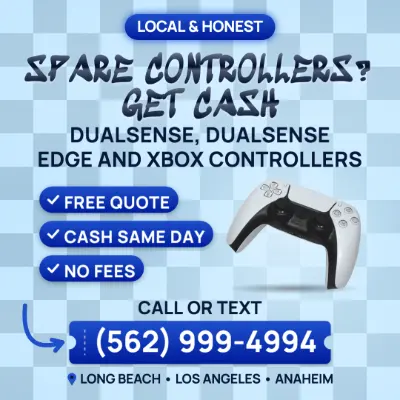 LOCAL & HONEST
SPARE CONTROLLERS?
GET CASH
DUALSENSE, DUALSENSE
EDGE AND XBOX CONTROLLERS
FREE QUOTE
CASH SAME DAY
NO FEES
CALL OR TEXT
(562) 999-4994
LONG BEACH • LOS ANGELES • ANAHEIM